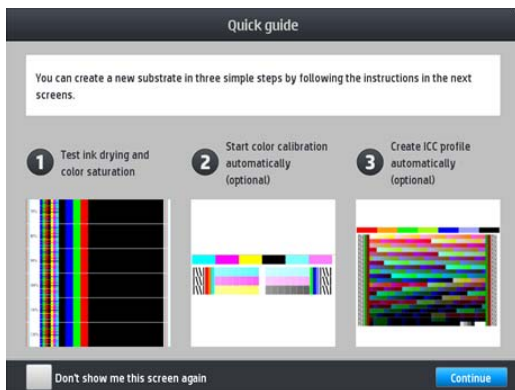 Quick guide
You can create a new substrate in three simple steps by following the instructions in the next
screens.
1
Test ink drying and
color saturation
2
Start color calibration
automatically
(optional)
3
Create ICC profile
automatically
(optional)
Don't show me this screen again
Continue